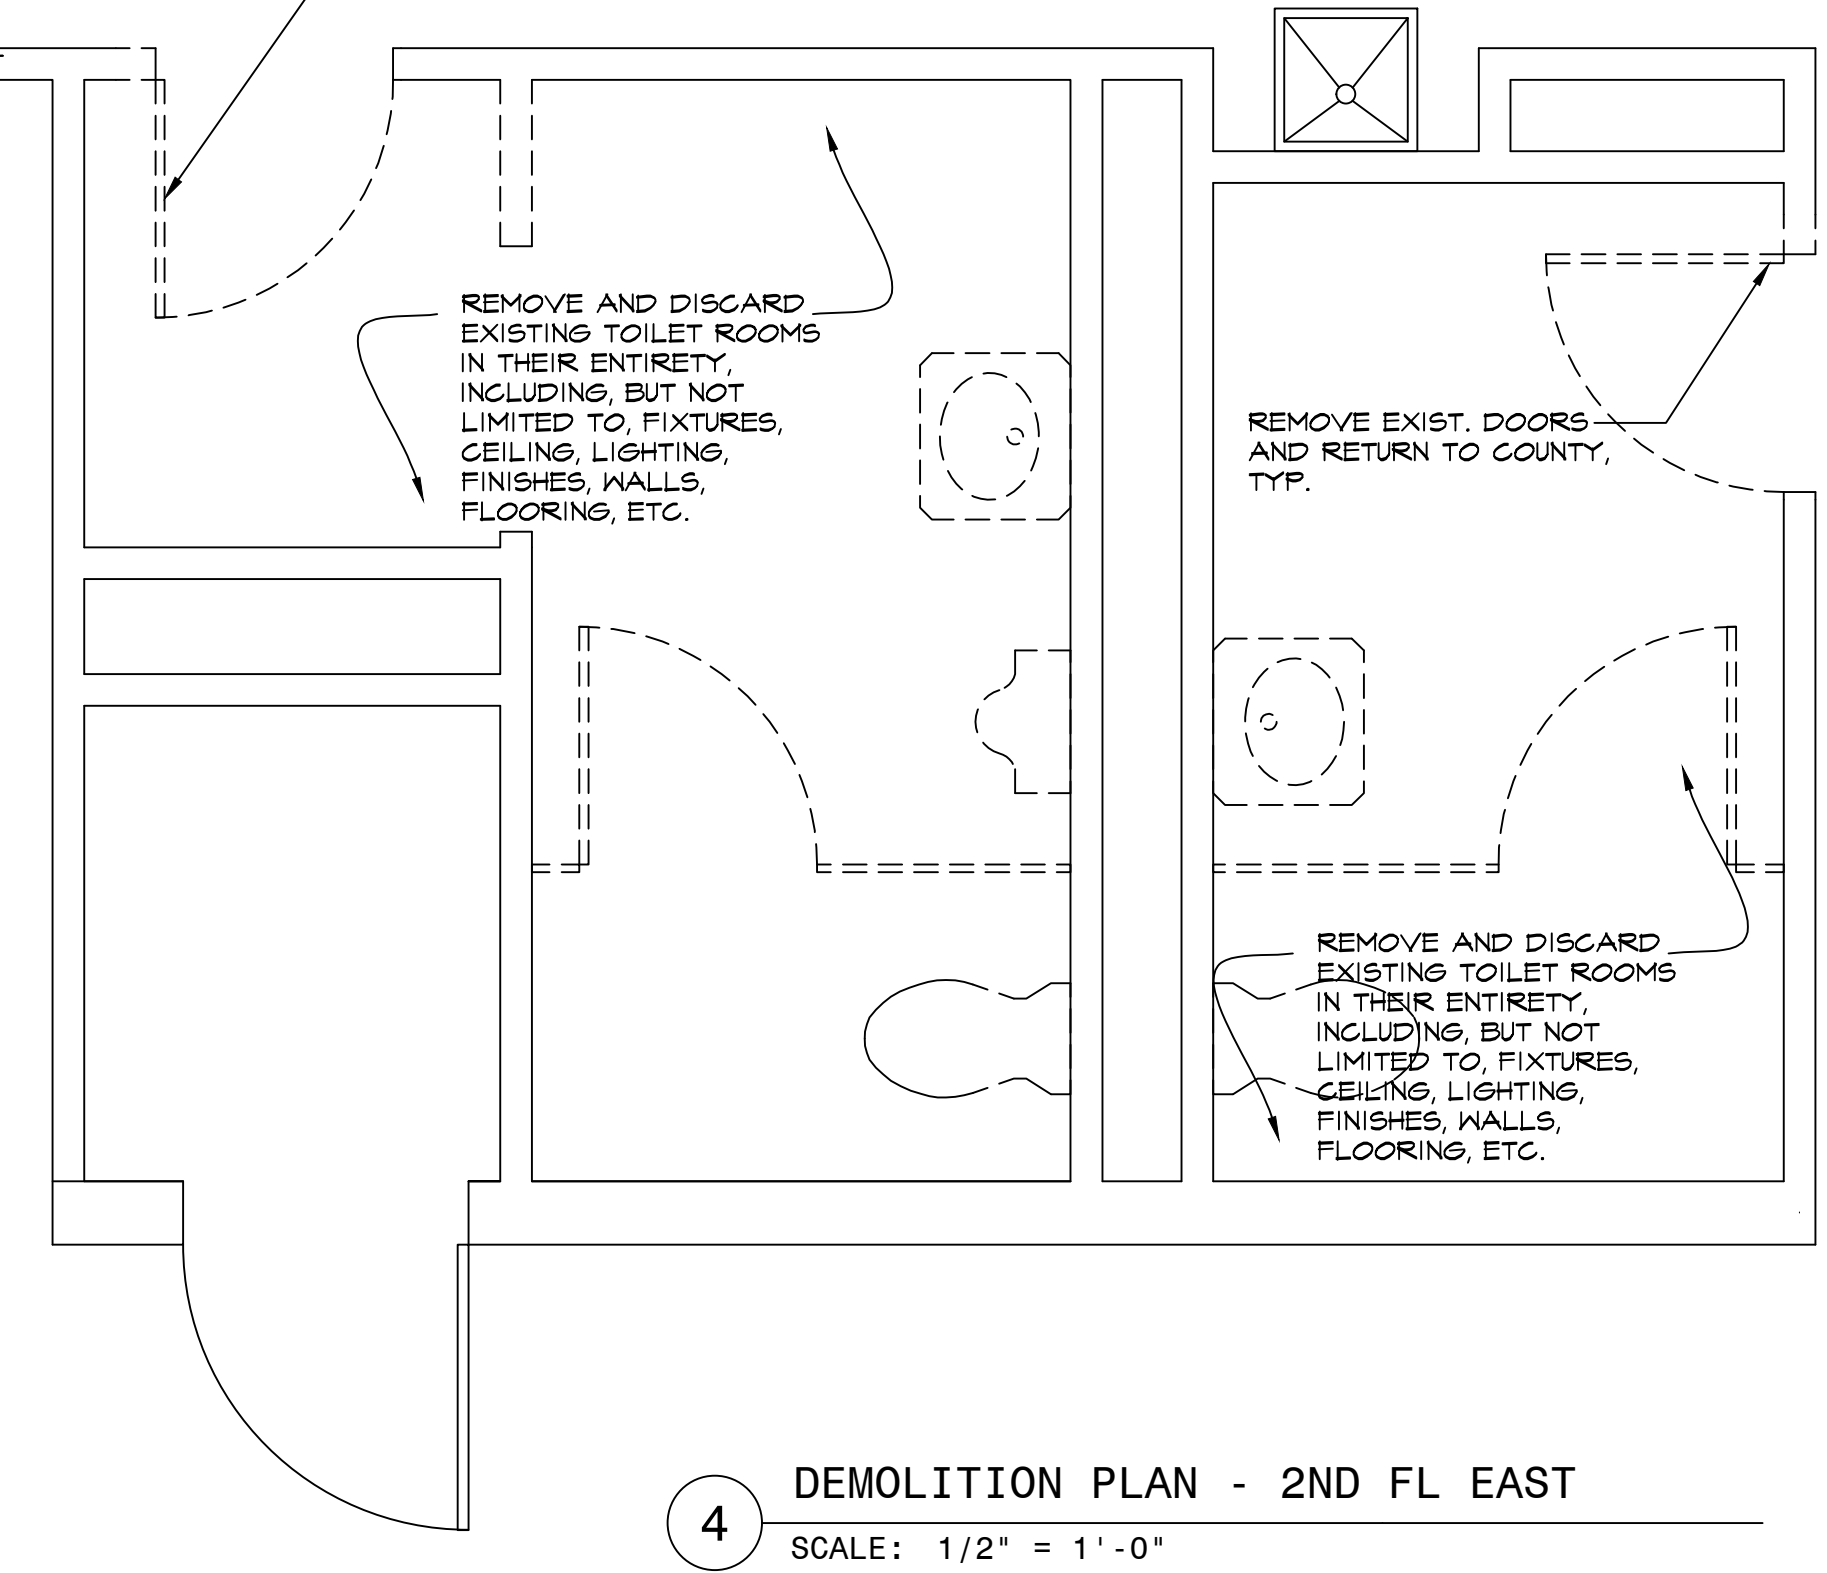 REMOVE AND DISCARD
EXISTING TOILET ROOMS
IN THEIR ENTIRETY,
INCLUDING, BUT NOT
LIMITED TO, FIXTURES,
CEILING, LIGHTING,
FINISHES, WALLS,
FLOORING, ETC.
REMOVE EXIST. DOORS
AND RETURN TO COUNTY,
TYP.
REMOVE AND DISCARD
EXISTING TOILET ROOMS
IN THEIR ENTIRETY,
INCLUDING, BUT NOT
LIMITED TO, FIXTURES,
CEILING, LIGHTING,
FINISHES, WALLS,
FLOORING, ETC.
4
DEMOLITION PLAN - 2ND FL EAST
SCALE: 1/2" = 1'-0"